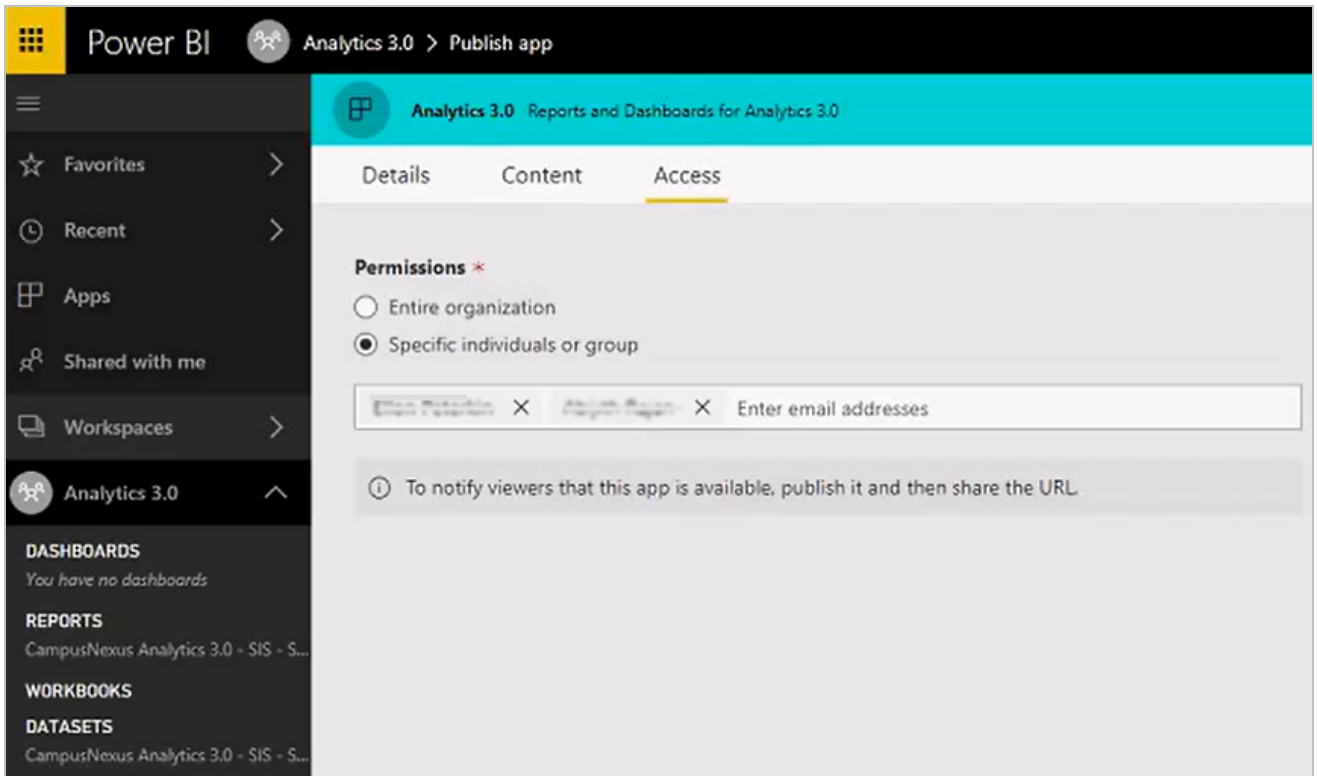 Power BI
Analytics 3.0 > Publish app
Analytics 3.0 Reports and Dashboards for Analytics 3.0
Favorites
Recent
Apps
Shared with me
Workspaces
Analytics 3.0
DASHBOARDS
You have no dashboards
REPORTS
CampusNexus Analytics 3.0 - SIS - S...
WORKBOOKS
DATASETS
CampusNexus Analytics 3.0 - SIS - S...
Details Content Access
Permissions *
Entire organization
Specific individuals or group
Enter email addresses
To notify viewers that this app is available, publish it and then share the URL.